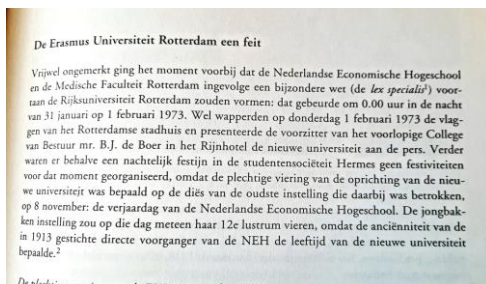 De Erasmus Universiteit Rotterdam een feit
Vrijwel ongemerkt ging het moment voorbij dat de Nederlandse Economische Hogeschool
en de Medische Faculteit Rotterdam ingevolge een bijzondere wet (de lex specialis¹) voor-
taan de Rijksuniversiteit Rotterdam zouden vormen: dat gebeurde om 0.00 uur in de nacht
van 31 januari op 1 februari 1973. Wel wapperden op donderdag 1 februari 1973 de vlag-
gen van het Rotterdamse stadhuis en presenteerde de voorzitter van het voorlopige College
van Bestuur mr. B.J. de Boer in het Rijnhotel de nieuwe universiteit aan de pers. Verder
waren er behalve een nachtelijk festijn in de studentensociëteit Hermes geen festiviteiten
voor dat moment georganiseerd, omdat de plechtige viering van de oprichting van de nieu-
we universiteit was bepaald op de diës van de oudste instelling die daarbij was betrokken,
op 8 november: de verjaardag van de Nederlandse Economische Hogeschool. De jongbak-
ken instelling zou op die dag meteen haar 12e lustrum vieren, omdat de anciënniteit van de
in 1913 gestichte directe voorganger van de NEH de leeftijd van de nieuwe universiteit
bepaalde.²